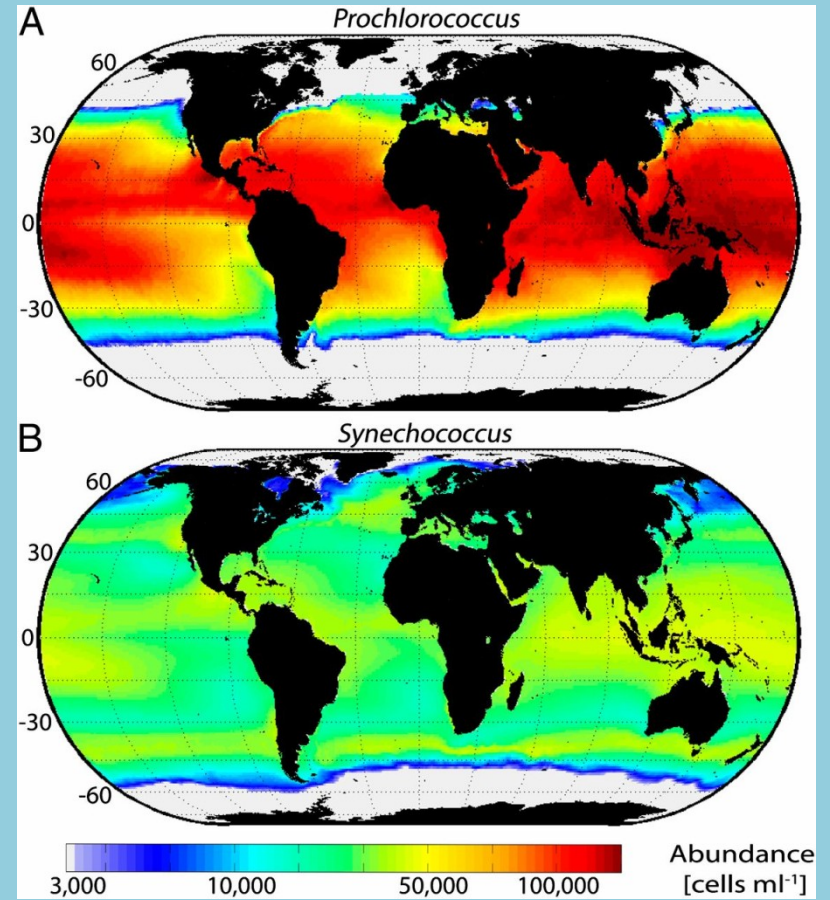 A
Prochlorococcus
60
30
0
-30
-60
B
Synechococcus
60
30
0
-30
-60
3,000 10,000 50,000 100,000
Abundance
[cells ml-1]